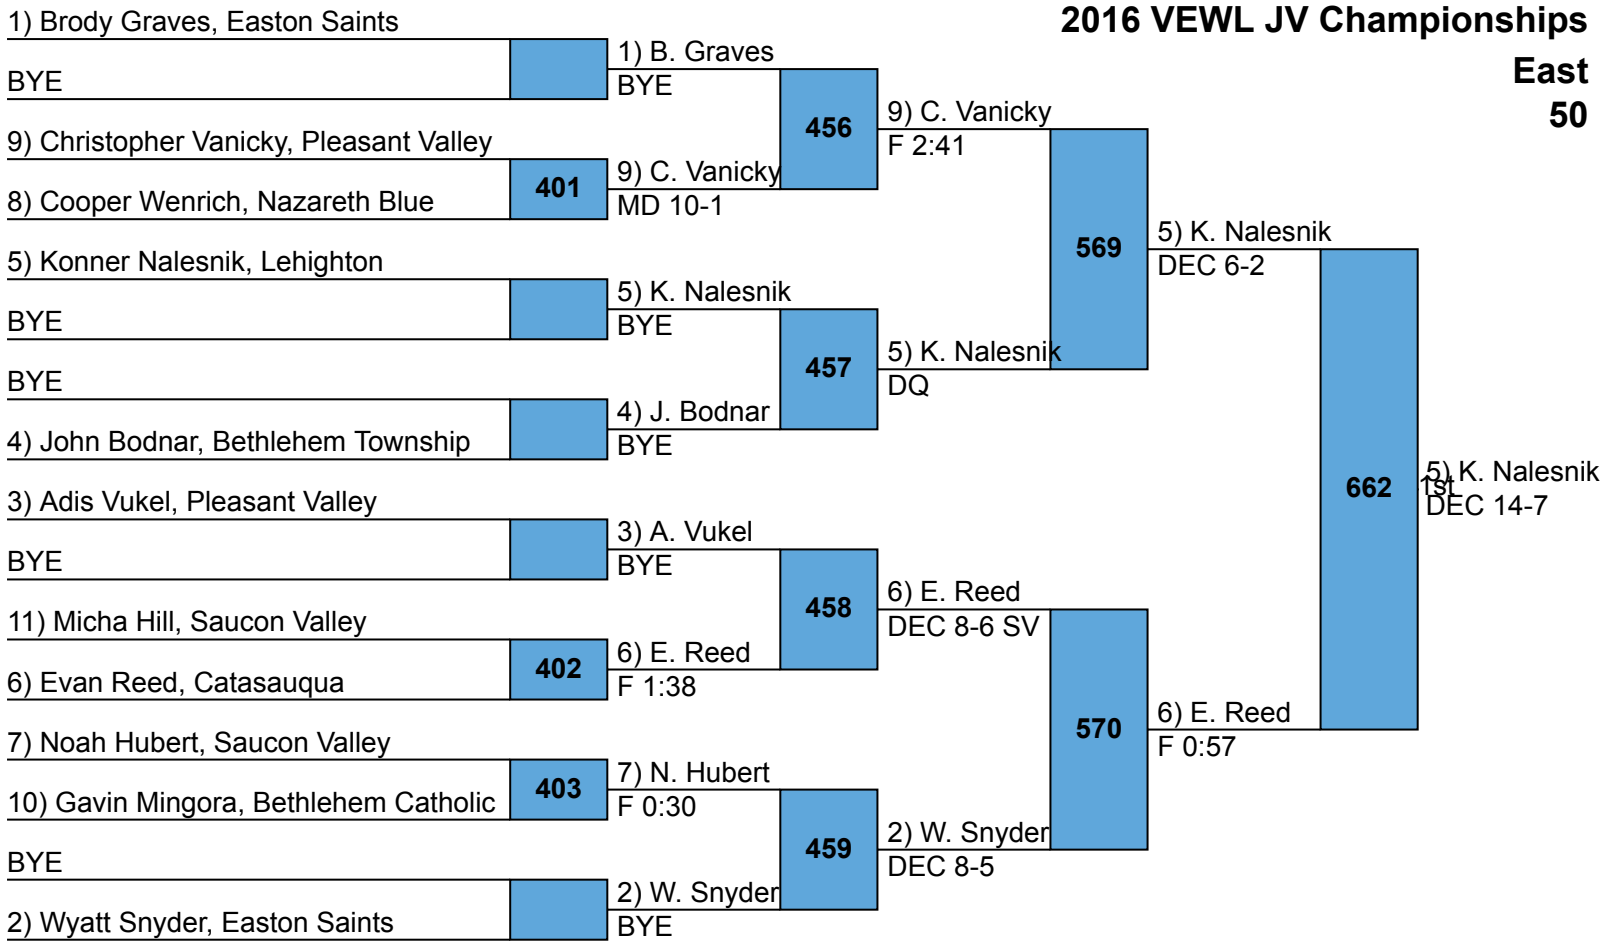 2016 VEWL JV Championships
East
50
1) Brody Graves, Easton Saints
BYE
9) Christopher Vanicky, Pleasant Valley
8) Cooper Wenrich, Nazareth Blue
401
5) Konner Nalesnik, Lehighton
BYE
BYE
4) John Bodnar, Bethlehem Township
3) Adis Vukel, Pleasant Valley
BYE
11) Micha Hill, Saucon Valley
6) Evan Reed, Catasauqua
402
7) Noah Hubert, Saucon Valley
10) Gavin Mingora, Bethlehem Catholic
403
BYE
2) Wyatt Snyder, Easton Saints
1) B. Graves
BYE
9) C. Vanicky
MD 10-1
456
5) K. Nalesnik
BYE
4) J. Bodnar
BYE
457
3) A. Vukel
BYE
6) E. Reed
F 1:38
458
7) N. Hubert
F 0:30
2) W. Snyder
BYE
459
9) C. Vanicky
F 2:41
5) K. Nalesnik
DQ
569
6) E. Reed
DEC 8-6 SV
2) W. Snyder
DEC 8-5
570
5) K. Nalesnik
DEC 6-2
6) E. Reed
F 0:57
662
5) K. Nalesnik
1st
DEC 14-7